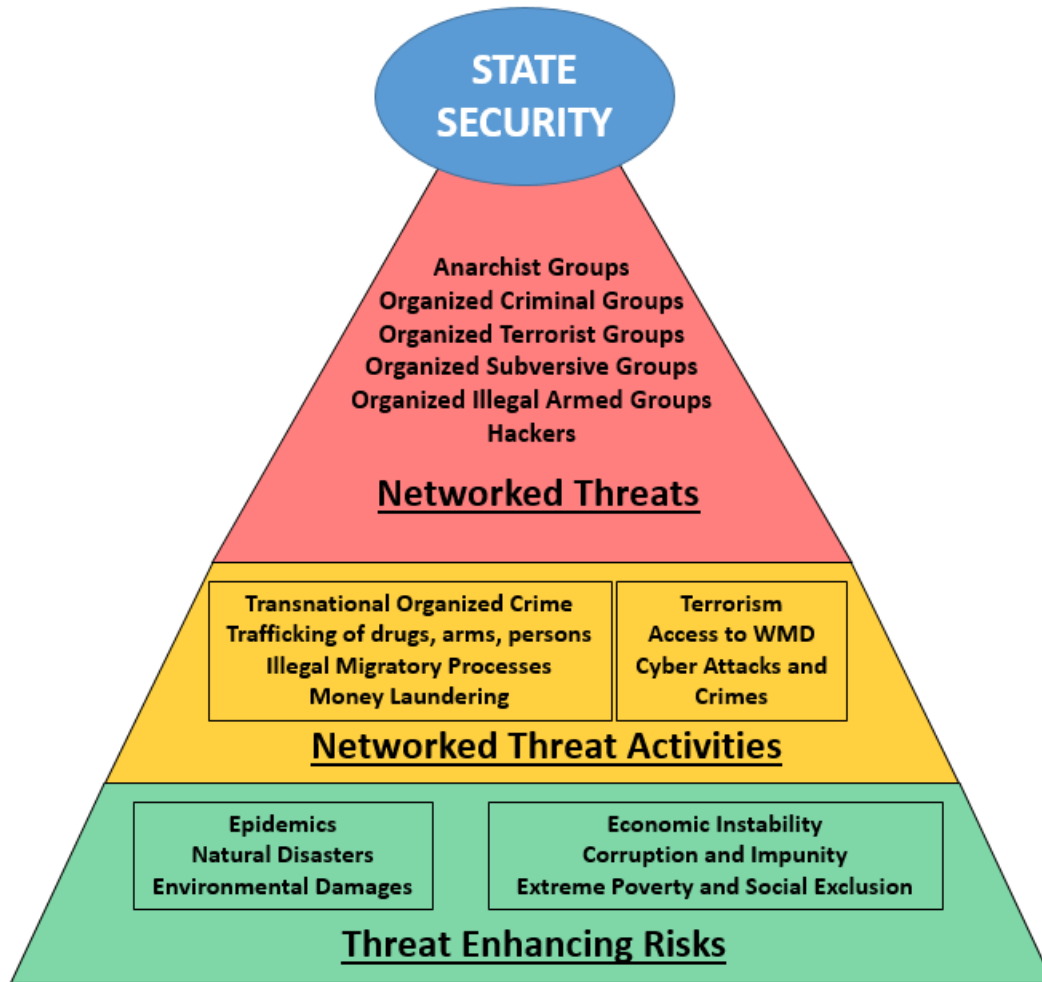 STATE
SECURITY
Anarchist Groups
Organized Criminal Groups
Organized Terrorist Groups
Organized Subversive Groups
Organized Illegal Armed Groups
Hackers
Networked Threats
Transnational Organized Crime
Trafficking of drugs, arms, persons
Illegal Migratory Processes
Money Laundering
Terrorism
Access to WMD
Cyber Attacks and
Crimes
Networked Threat Activities
Epidemics
Natural Disasters
Environmental Damages
Economic Instability
Corruption and Impunity
Extreme Poverty and Social Exclusion
Threat Enhancing Risks